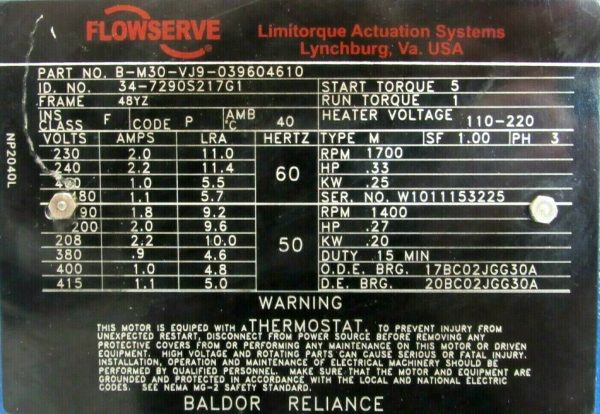 FLOWSERVE
Limitorque Actuation Systems
Lynchburg, Va. USA
PART NO. B-M30-VJ9-039604610
ID. NO. 34-7290S217G1 START TORQUE 5
FRAME 48YZ RUN TORQUE 1
INS CLASS F CODE P AMB °C 40 HEATER VOLTAGE 110-220
VOLTS AMPS LRA HERTZ TYPE M SF 1.00 PH 3
230 2.0 11.0 60 RPM 1700
240 2.2 11.4 HP .33
1.0 5.5 KW .25
480 1.1 5.7 SER. NO. W1011153225
90 1.8 9.2 50 RPM 1400
200 2.0 9.6 HP .27
208 2.2 10.0 KW .20
380 .9 4.6 DUTY 15 MIN
400 1.0 4.8 O.D.E. BRG. 17BC02JGG30A
415 1.1 5.0 D.E. BRG. 20BC02JGG30A
NP2040L
WARNING
THIS MOTOR IS EQUIPED WITH A THERMOSTAT. TO PREVENT INJURY FROM
UNEXPECTED RESTART, DISCONNECT FROM POWER SOURCE BEFORE REMOVING ANY
PROTECTIVE COVERS FROM OR PERFORMING ANY MAINTENANCE ON THIS MOTOR OR DRIVEN
EQUIPMENT. HIGH VOLTAGE AND ROTATING PARTS CAN CAUSE SERIOUS OR FATAL INJURY.
INSTALLATION, OPERATION AND MAINTENANCE OF ELECTRICAL MACHINERY SHOULD BE
PERFORMED BY QUALIFIED PERSONNEL. MAKE SURE THAT THE MOTOR AND EQUIPMENT ARE
GROUNDED AND PROTECTED IN ACCORDANCE WITH THE LOCAL AND NATIONAL ELECTRIC
CODES. SEE NEMA MG-2 SAFETY STANDARD.
BALDOR RELIANCE